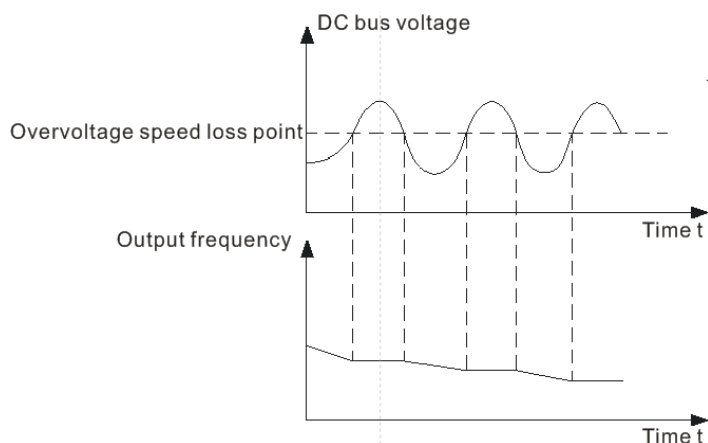 DC bus voltage
Overvoltage speed loss point
Time t
Output frequency
Time t